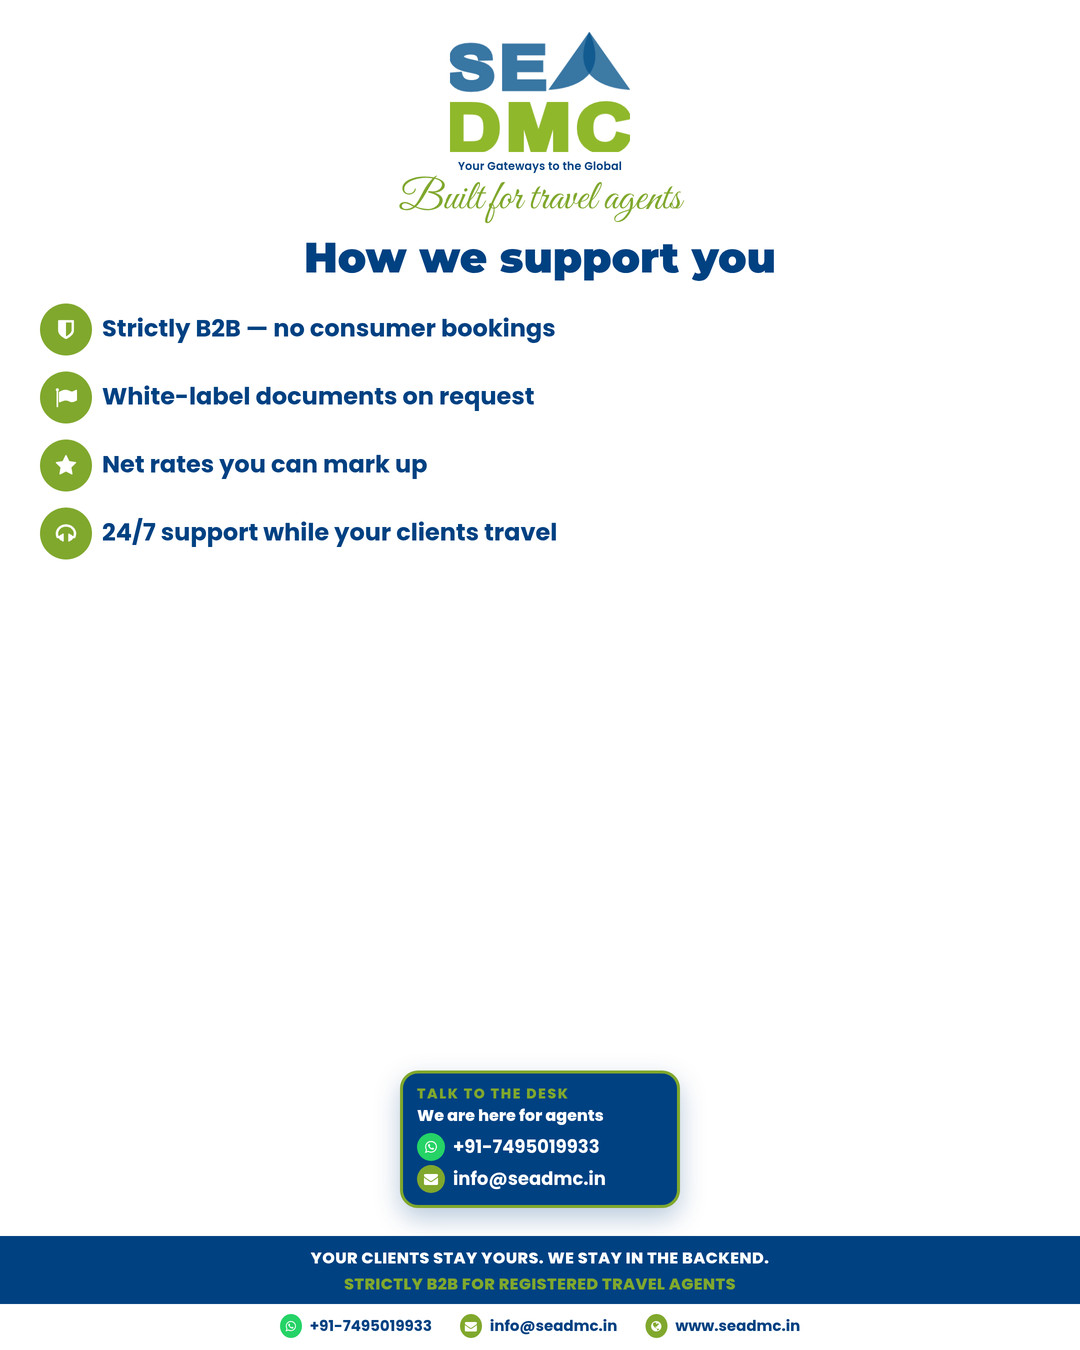 SEA
DMC
Your Gateways to the Global
Built for travel agents
How we support you
Strictly B2B — no consumer bookings
White-label documents on request
Net rates you can mark up
24/7 support while your clients travel
TALK TO THE DESK
We are here for agents
+91-7495019933
info@seadmc.in
YOUR CLIENTS STAY YOURS. WE STAY IN THE BACKEND.
STRICTLY B2B FOR REGISTERED TRAVEL AGENTS
+91-7495019933 info@seadmc.in www.seadmc.in